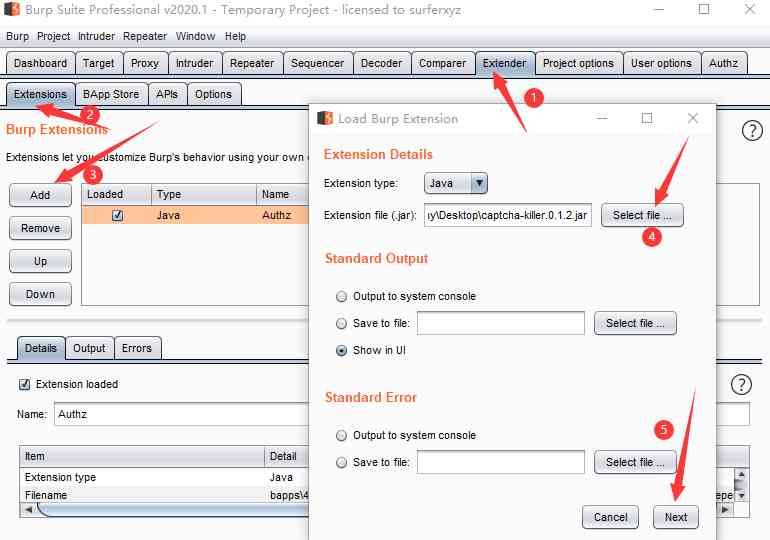 Burp Suite Professional v2020.1 - Temporary Project - licensed to surferxyz
Burp Project Intruder Repeater Window Help
Dashboard Target Proxy Intruder Repeater Sequencer Decoder Comparer Extender Project options User options Authz
1
Extensions BApp Store APIs Options
2
Burp Extensions
Extensions let you customize Burp's behavior using your own
3
Add
Remove
Up
Down
Loaded Type Name
Java Authz
Details Output Errors
Extension loaded
Name: Authz
Item Detail
Extension type Java
Filename bapps\4
Load Burp Extension
Extension Details
Extension type: Java
Extension file (.jar): \Desktop\captcha-killer.0.1.2.jar Select file ...
4
Standard Output
Output to system console
Save to file: Select file ...
Show in UI
Standard Error
5
Output to system console
Save to file: Select file ...
Cancel Next